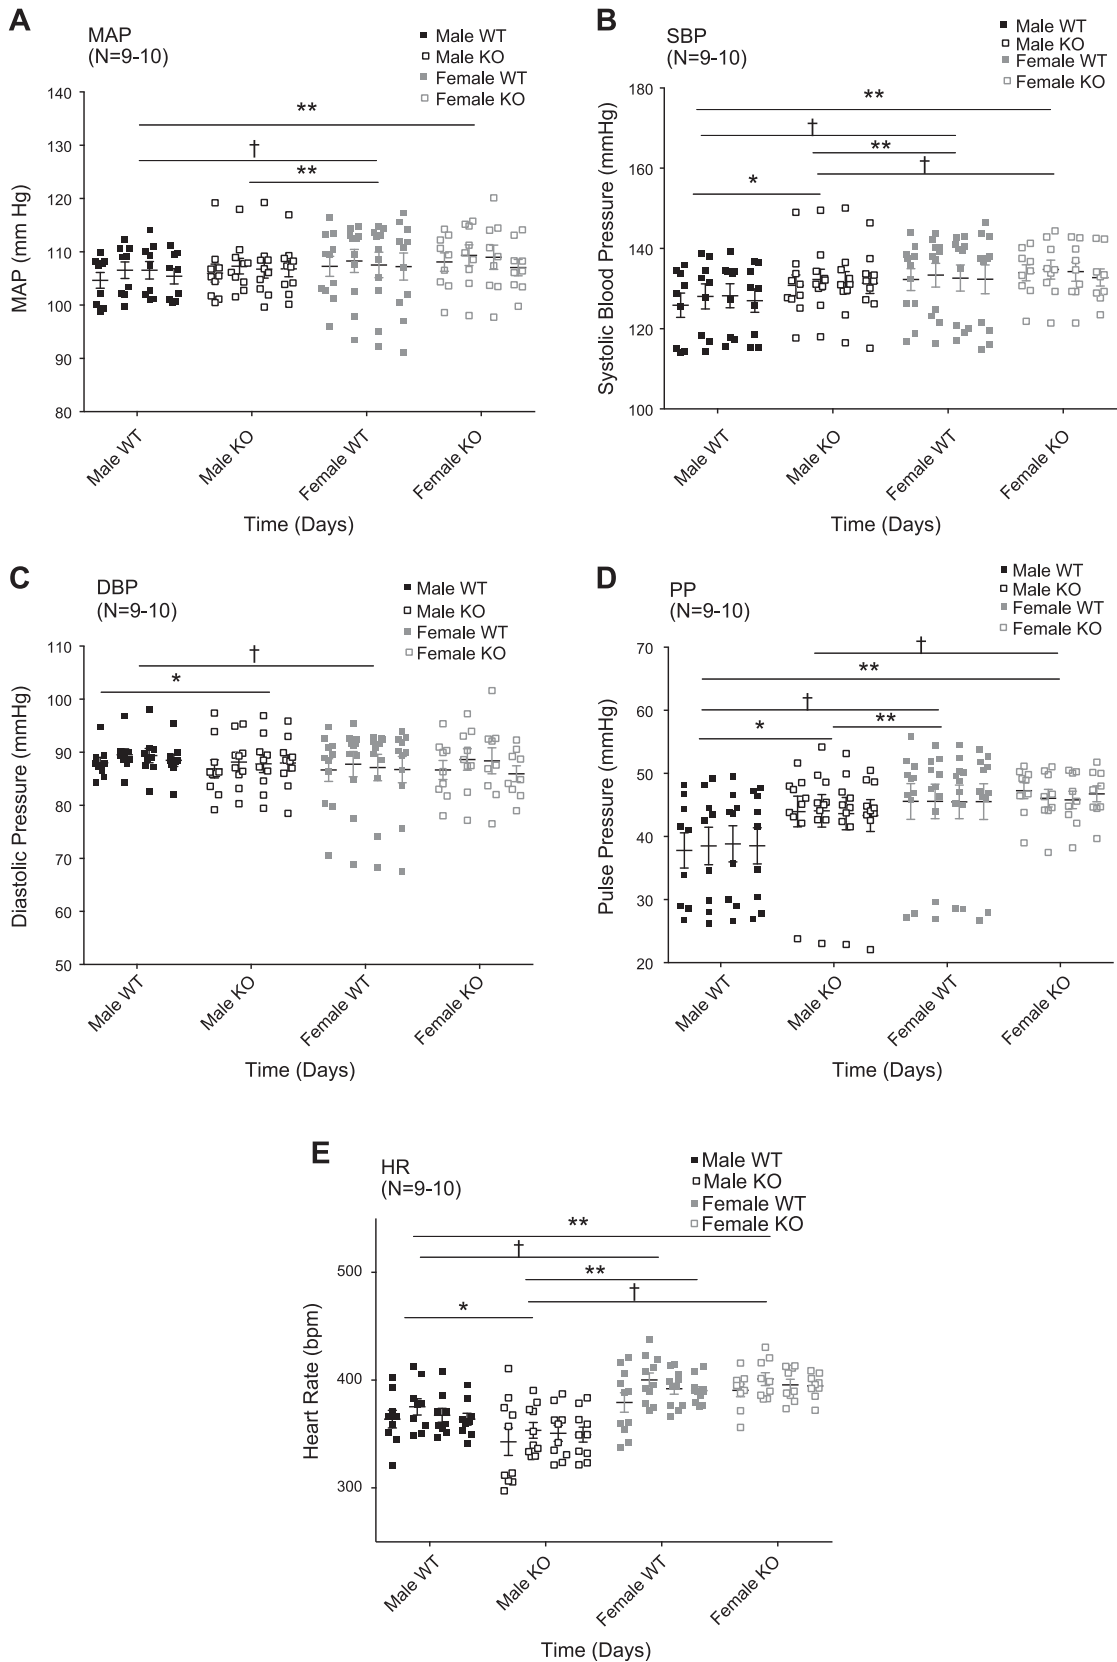 A
MAP
(N=9-10)
Male WT
Male KO
Female WT
Female KO
MAP (mm Hg)
140
130
120
110
100
90
80
**
†
**
Male WT
Male KO
Female WT
Female KO
Time (Days)
B
SBP
(N=9-10)
Male WT
Male KO
Female WT
Female KO
Systolic Blood Pressure (mmHg)
180
160
140
120
100
**
†
**
†
*
Male WT
Male KO
Female WT
Female KO
Time (Days)
C
DBP
(N=9-10)
Male WT
Male KO
Female WT
Female KO
Diastolic Pressure (mmHg)
110
100
90
80
70
60
50
†
*
Male WT
Male KO
Female WT
Female KO
Time (Days)
D
PP
(N=9-10)
Male WT
Male KO
Female WT
Female KO
Pulse Pressure (mmHg)
70
60
50
40
30
20
†
**
†
*
**
Male WT
Male KO
Female WT
Female KO
Time (Days)
E
HR
(N=9-10)
Male WT
Male KO
Female WT
Female KO
Heart Rate (bpm)
500
400
300
**
†
**
†
*
Male WT
Male KO
Female WT
Female KO
Time (Days)